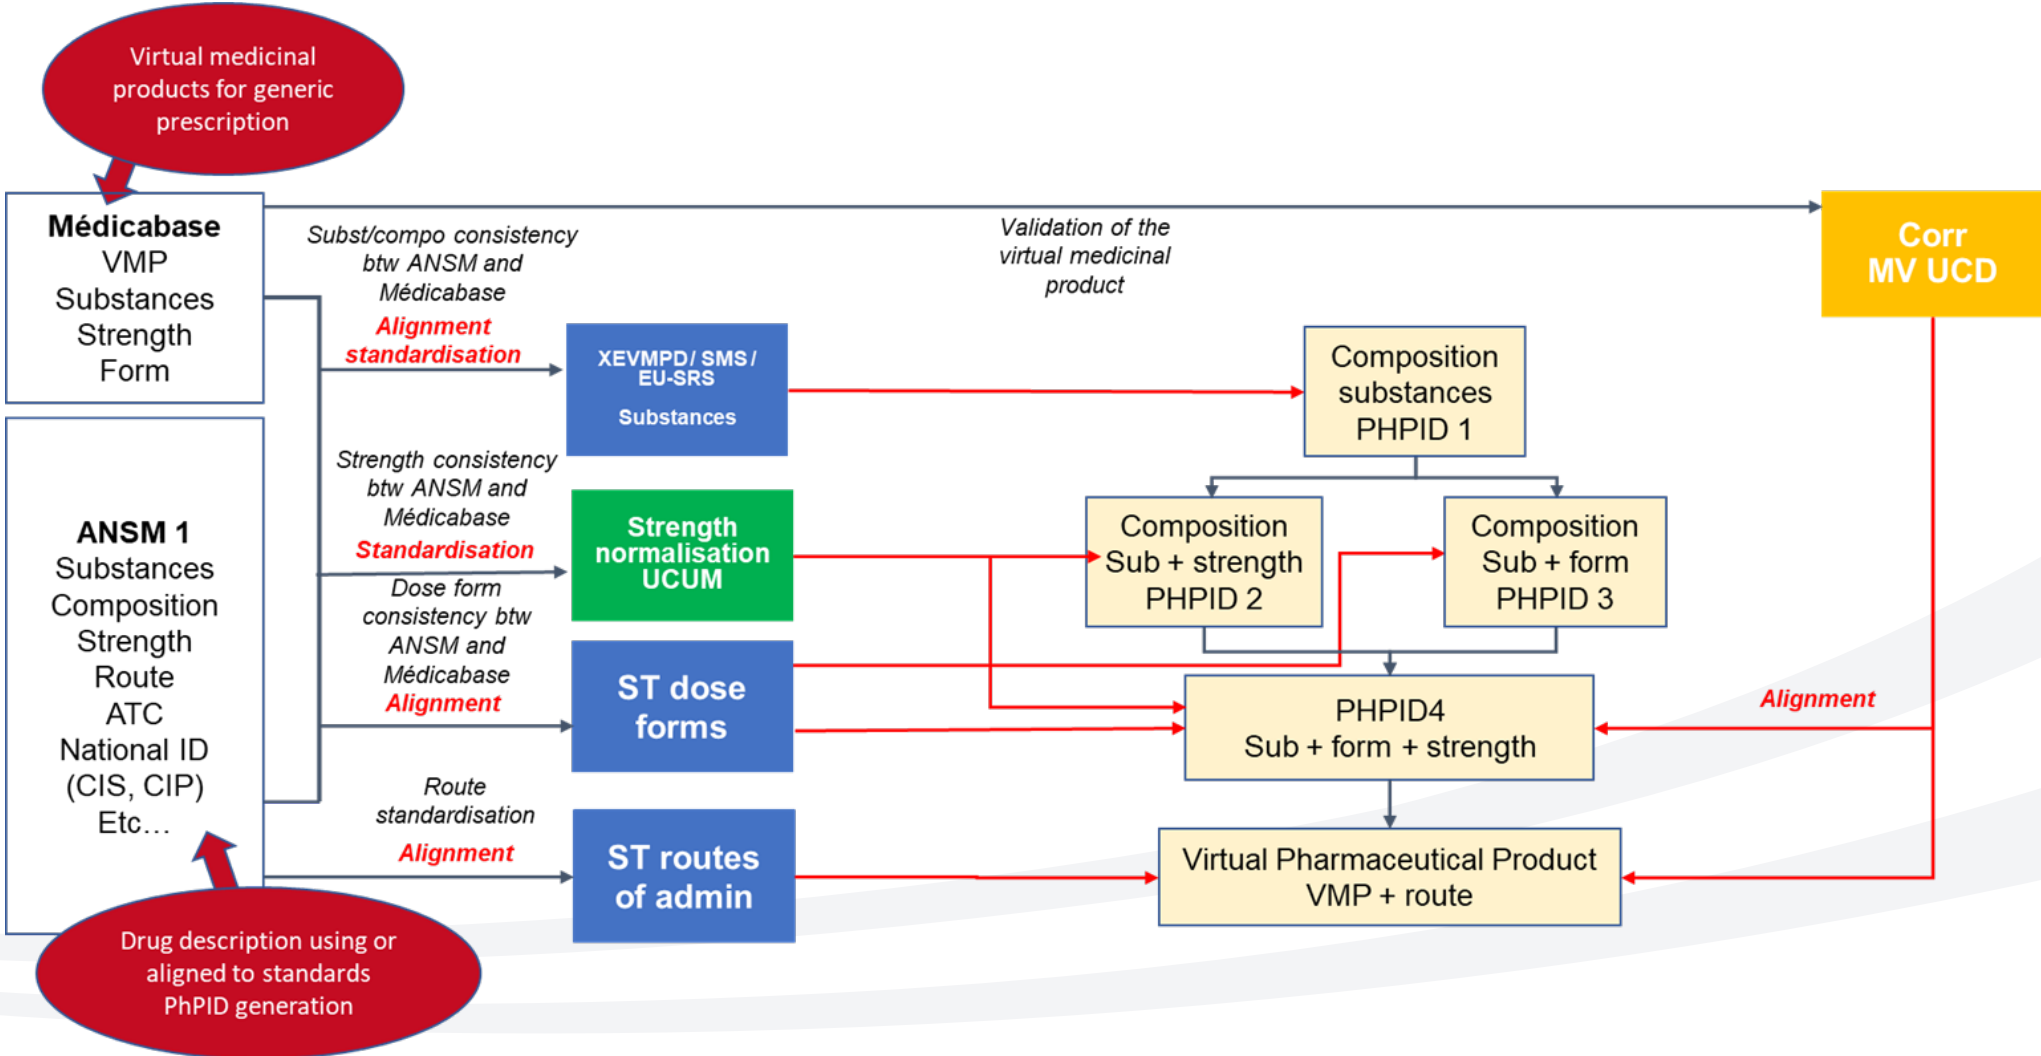 Virtual medicinal
products for generic
prescription
Médicabase
VMP
Substances
Strength
Form
ANSM 1
Substances
Composition
Strength
Route
ATC
National ID
(CIS, CIP)
Etc...
Drug description using or
aligned to standards
PhPID generation
Subst/compo consistency
btw ANSM and
Médicabase
Alignment
standardisation
Strength consistency
btw ANSM and
Médicabase
Standardisation
Dose form
consistency btw
ANSM and
Médicabase
Alignment
Route
standardisation
Alignment
XEVMPD/ SMS /
EU-SRS
Substances
Strength
normalisation
UCUM
ST dose
forms
ST routes
of admin
Validation of the
virtual medicinal
product
Composition
substances
PHPID 1
Composition
Sub + strength
PHPID 2
Composition
Sub + form
PHPID 3
PHPID4
Sub + form + strength
Virtual Pharmaceutical Product
VMP + route
Corr
MV UCD
Alignment